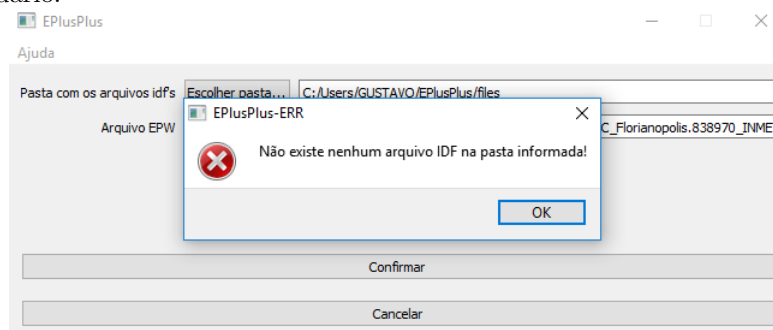 EPlusPlus
Ajuda
Pasta com os arquivos idf's Escolher pasta... C:/Users/GUSTAVO/EPlusPlus/files
EPlusPlus-ERR
Arquivo EPW C_Florianopolis.838970_INME
Não existe nenhum arquivo IDF na pasta informada!
OK
Confirmar
Cancelar